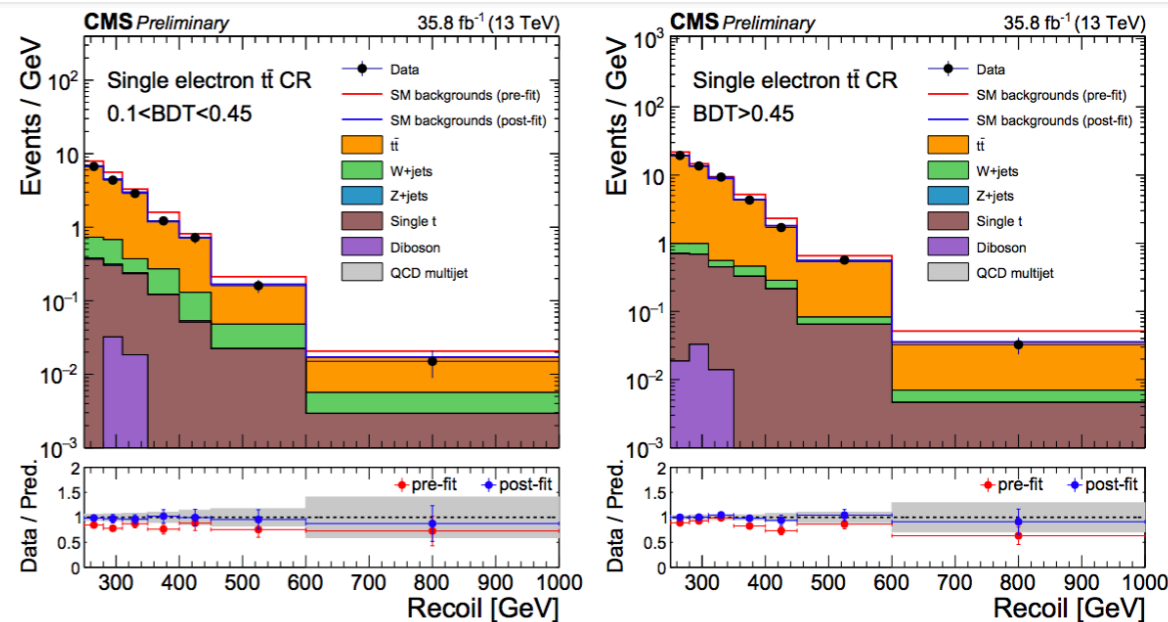 CMS Preliminary 35.8 fb⁻¹ (13 TeV)
Events / GeV
Single electron tt̄ CR
0.1<BDT<0.45
Data
SM backgrounds (pre-fit)
SM backgrounds (post-fit)
tt̄
W+jets
Z+jets
Single t
Diboson
QCD multijet
10²
10
1
10⁻¹
10⁻²
10⁻³
Data / Pred.
pre-fit post-fit
2
1.5
1
0.5
0
300 400 500 600 700 800 900 1000
Recoil [GeV]
CMS Preliminary 35.8 fb⁻¹ (13 TeV)
Events / GeV
Single electron tt̄ CR
BDT>0.45
Data
SM backgrounds (pre-fit)
SM backgrounds (post-fit)
tt̄
W+jets
Z+jets
Single t
Diboson
QCD multijet
10³
10²
10
1
10⁻¹
10⁻²
10⁻³
Data / Pred.
pre-fit post-fit
2
1.5
1
0.5
0
300 400 500 600 700 800 900 1000
Recoil [GeV]